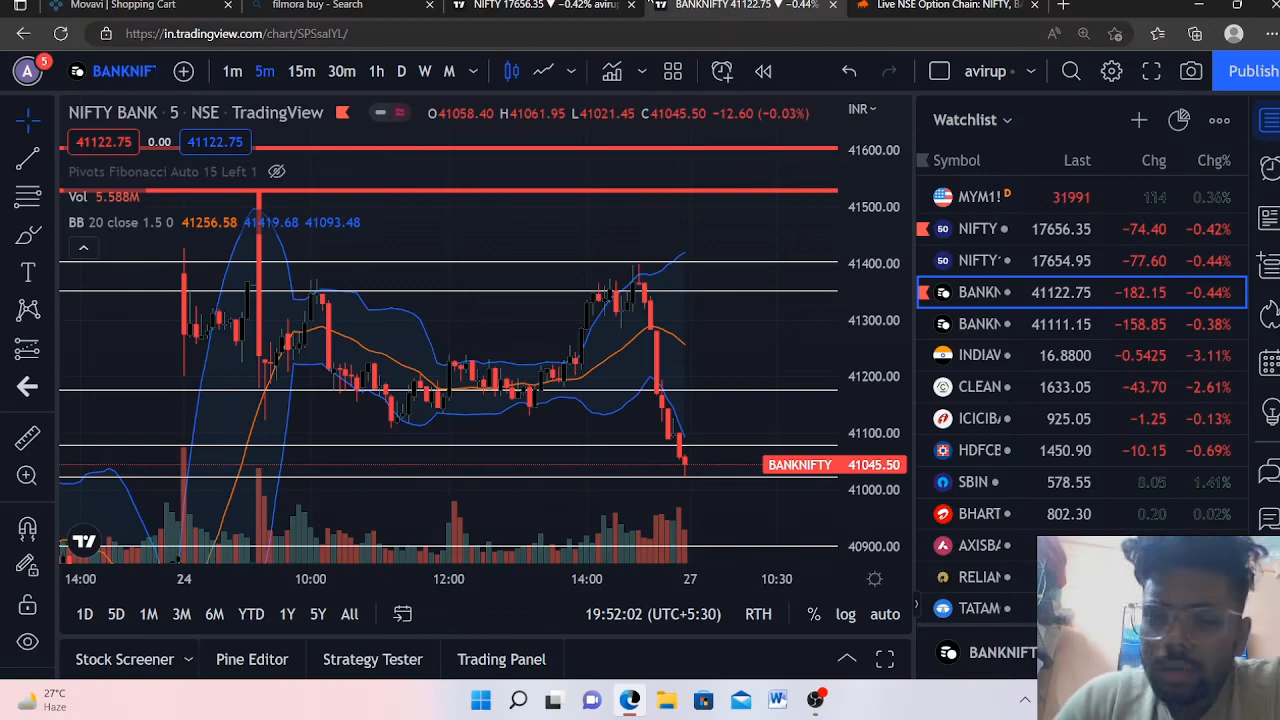 Movavi | Shopping Cart
filmora buy - Search
NIFTY 17656.35 ▼ −0.42% aviru
BANKNIFTY 41122.75 ▼ −0.44%
Live NSE Option Chain: NIFTY, B
https://in.tradingview.com/chart/SPSsalYL/
A 5
BANKNIF
1m 5m 15m 30m 1h D W M
avirup
Publish
NIFTY BANK · 5 · NSE · TradingView
O41058.40 H41061.95 L41021.45 C41045.50 −12.60 (−0.03%)
INR
41122.75 0.00 41122.75
Pivots Fibonacci Auto 15 Left 1
Vol 5.588M
BB 20 close 1.5 0 41256.58 41419.68 41093.48
41600.00
41500.00
41400.00
41300.00
41200.00
41100.00
BANKNIFTY 41045.50
41000.00
40900.00
14:00 24 10:00 12:00 14:00 27 10:30
1D 5D 1M 3M 6M YTD 1Y 5Y All
19:52:02 (UTC+5:30) RTH % log auto
Stock Screener Pine Editor Strategy Tester Trading Panel
Watchlist
Symbol Last Chg Chg%
MYM1! D 31991 114 0.36%
50 NIFTY 17656.35 −74.40 −0.42%
50 NIFTY 17654.95 −77.60 −0.44%
BANKN 41122.75 −182.15 −0.44%
BANKN 41111.15 −158.85 −0.38%
INDIAV 16.8800 −0.5425 −3.11%
CLEAN 1633.05 −43.70 −2.61%
ICICIB 925.05 −1.25 −0.13%
HDFCB 1450.90 −10.15 −0.69%
SBIN 578.55 8.05 1.41%
BHART 802.30 0.20 0.02%
AXISBA
RELIAN
TATAM
BANKNIFT
27°C
Haze